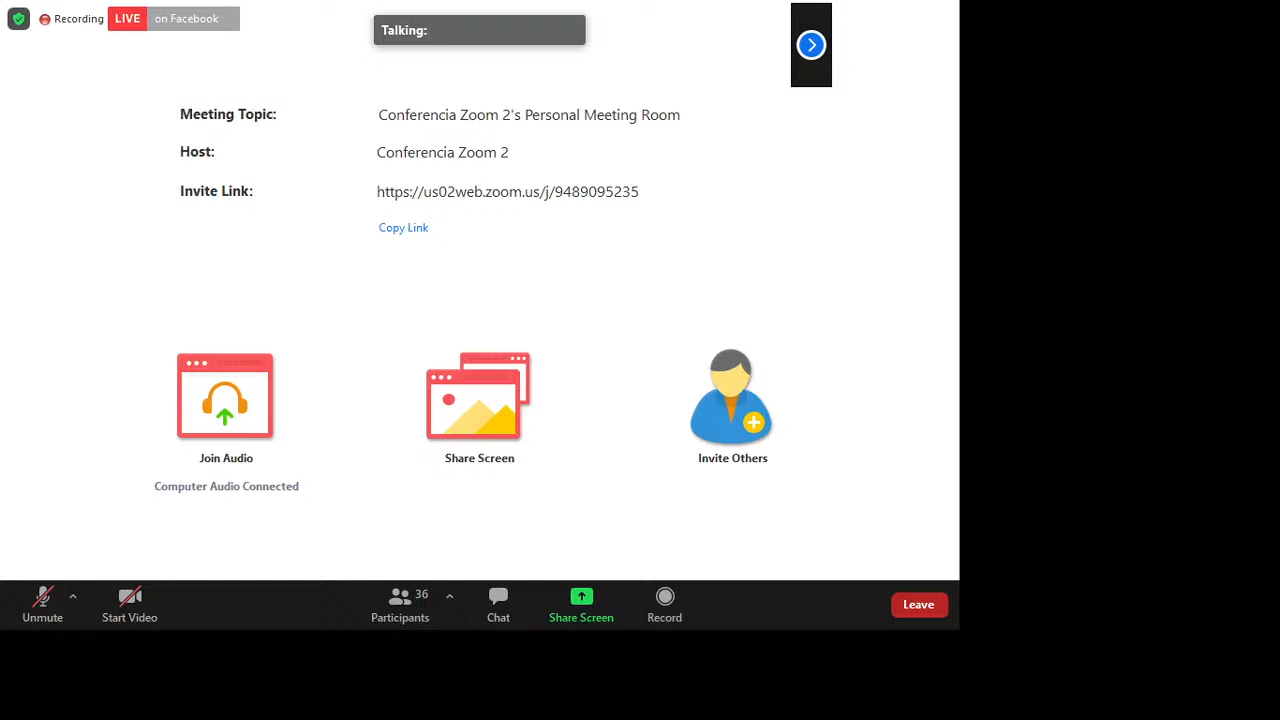 Recording LIVE on Facebook
Talking:
Meeting Topic: Conferencia Zoom 2's Personal Meeting Room
Host: Conferencia Zoom 2
Invite Link: https://us02web.zoom.us/j/9489095235
Copy Link
Join Audio Share Screen Invite Others
Computer Audio Connected
36
Unmute Start Video Participants Chat Share Screen Record Leave